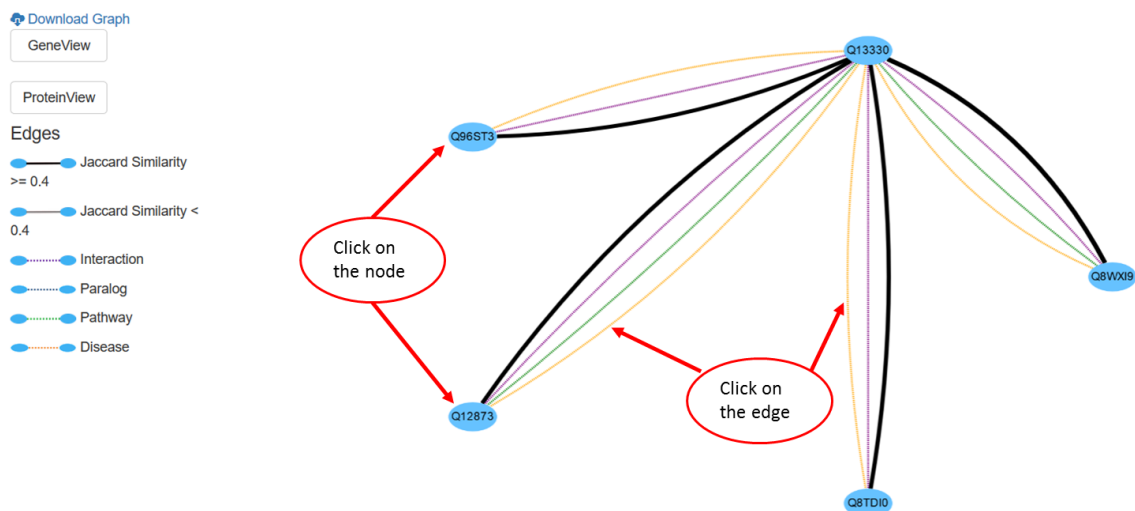 Download Graph
GeneView
ProteinView
Edges
Jaccard Similarity
>= 0.4
Jaccard Similarity <
0.4
Interaction
Paralog
Pathway
Disease
Q13330
Q96ST3
Click on
the node
Q8WXI9
Click on
the edge
Q12873
Q8TDI0